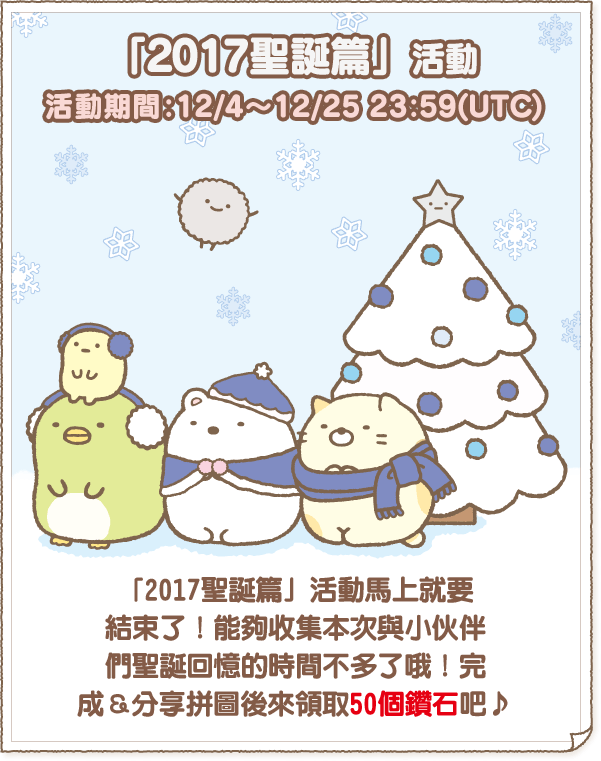 「2017聖誕篇」活動
活動期間:12/4～12/25 23:59(UTC)
「2017聖誕篇」活動馬上就要
結束了！能夠收集本次與小伙伴
們聖誕回憶的時間不多了哦！完
成＆分享拼圖後來領取50個鑽石吧♪